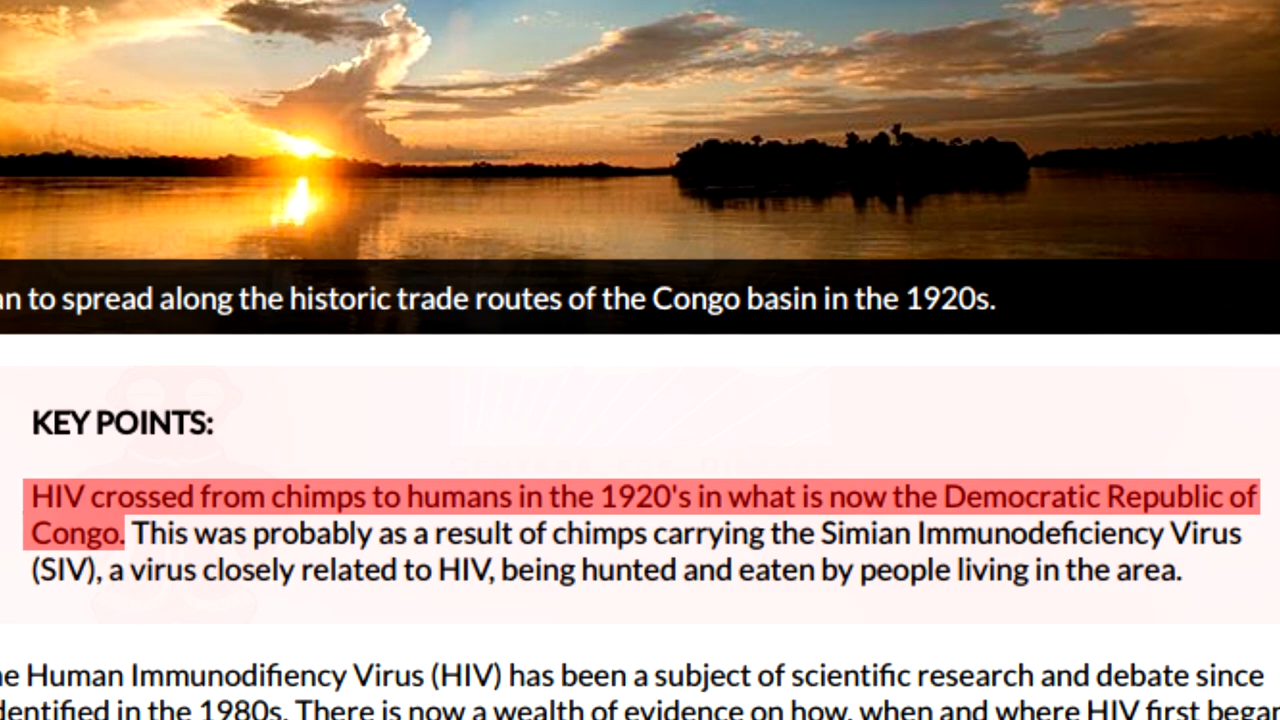 to spread along the historic trade routes of the Congo basin in the 1920s.
KEY POINTS:
HIV crossed from chimps to humans in the 1920's in what is now the Democratic Republic of
Congo. This was probably as a result of chimps carrying the Simian Immunodeficiency Virus
(SIV), a virus closely related to HIV, being hunted and eaten by people living in the area.
Human Immunodifiency Virus (HIV) has been a subject of scientific research and debate since
in the 1980s. There is now a wealth of evidence on how, when and where HIV first